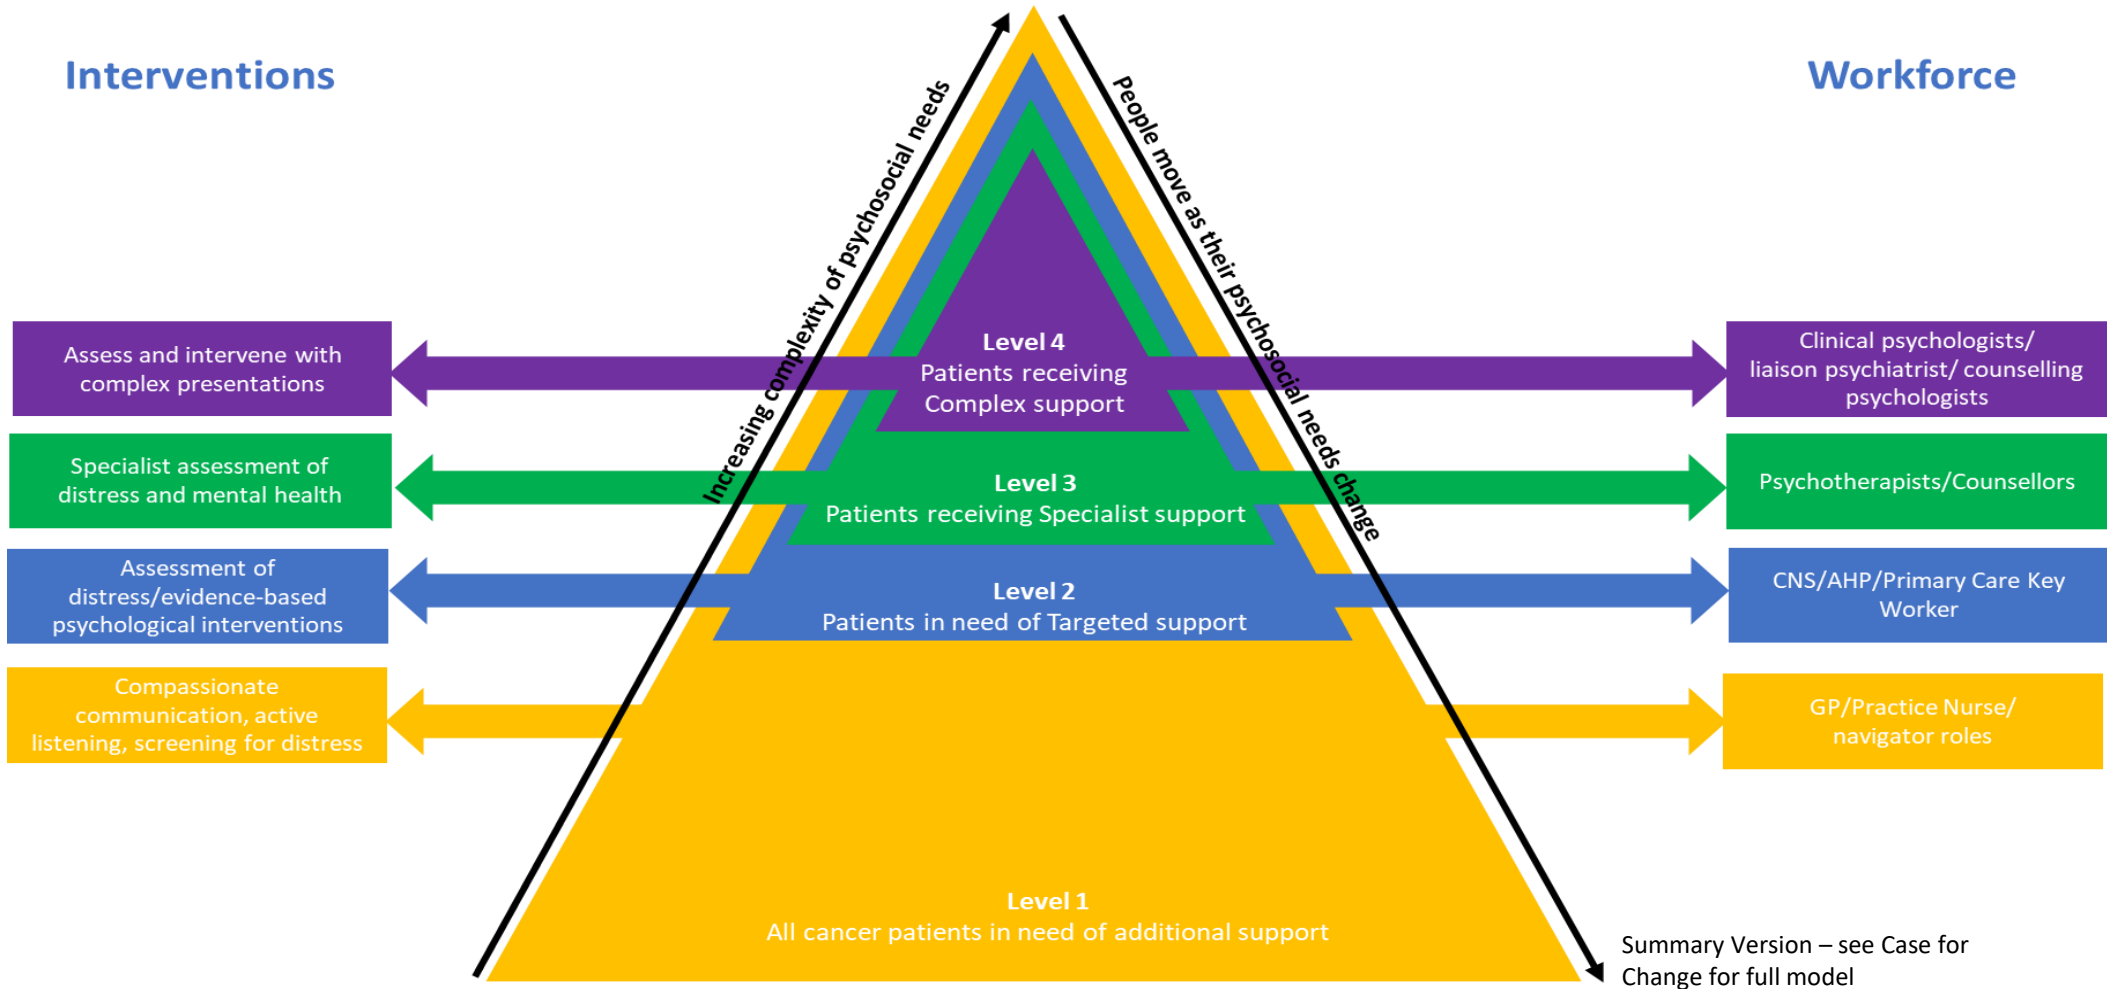 Interventions
Workforce
Increasing complexity of psychosocial needs
People move as their psychosocial needs change
Assess and intervene with
complex presentations
Level 4
Patients receiving
Complex support
Clinical psychologists/
liaison psychiatrist/ counselling
psychologists
Specialist assessment of
distress and mental health
Level 3
Patients receiving Specialist support
Psychotherapists/Counsellors
Assessment of
distress/evidence-based
psychological interventions
Level 2
Patients in need of Targeted support
CNS/AHP/Primary Care Key
Worker
Compassionate
communication, active
listening, screening for distress
GP/Practice Nurse/
navigator roles
Level 1
All cancer patients in need of additional support
Summary Version – see Case for
Change for full model